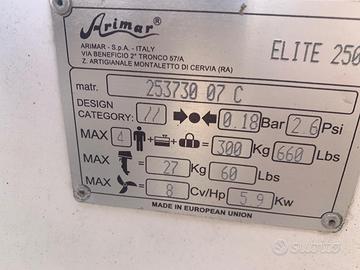 Arimar
ARIMAR - S.p.A. - ITALY
VIA BENEFICIO 2° TRONCO 57/A
Z. ARTIGIANALE MONTALETTO DI CERVIA (RA)
ELITE 250
matr. 253730 07 C
DESIGN CATEGORY: 0.18 Bar 2.6 Psi
MAX 4 + + = 300 Kg 660 Lbs
MAX = 27 Kg 60 Lbs
MAX = 8 Cv/Hp 5 9 Kw
MADE IN EUROPEAN UNION
subito